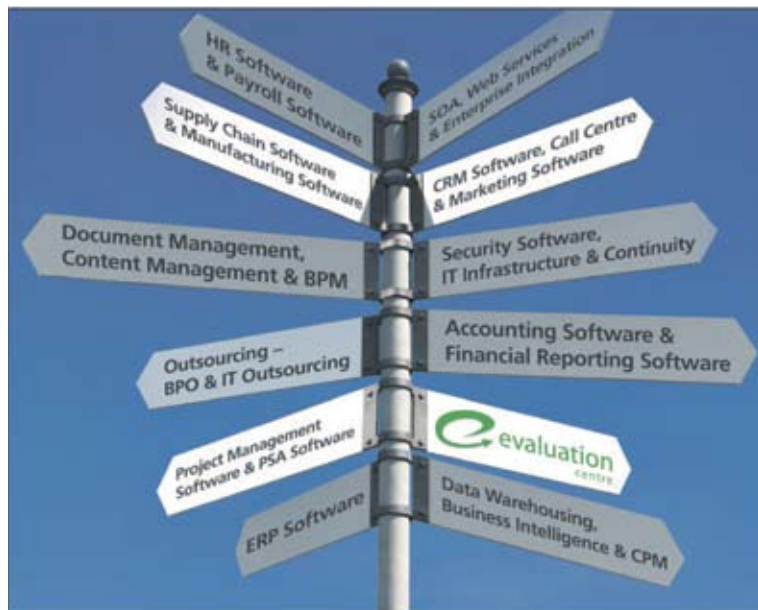 HR Software
& Payroll Software
SOA, Web Services
& Enterprise Integration
Supply Chain Software
& Manufacturing Software
CRM Software, Call Centre
& Marketing Software
Document Management,
Content Management & BPM
Security Software,
IT Infrastructure & Continuity
Outsourcing –
BPO & IT Outsourcing
Accounting Software &
Financial Reporting Software
Project Management
Software & PSA Software
evaluation
centre
ERP Software
Data Warehousing,
Business Intelligence & CPM